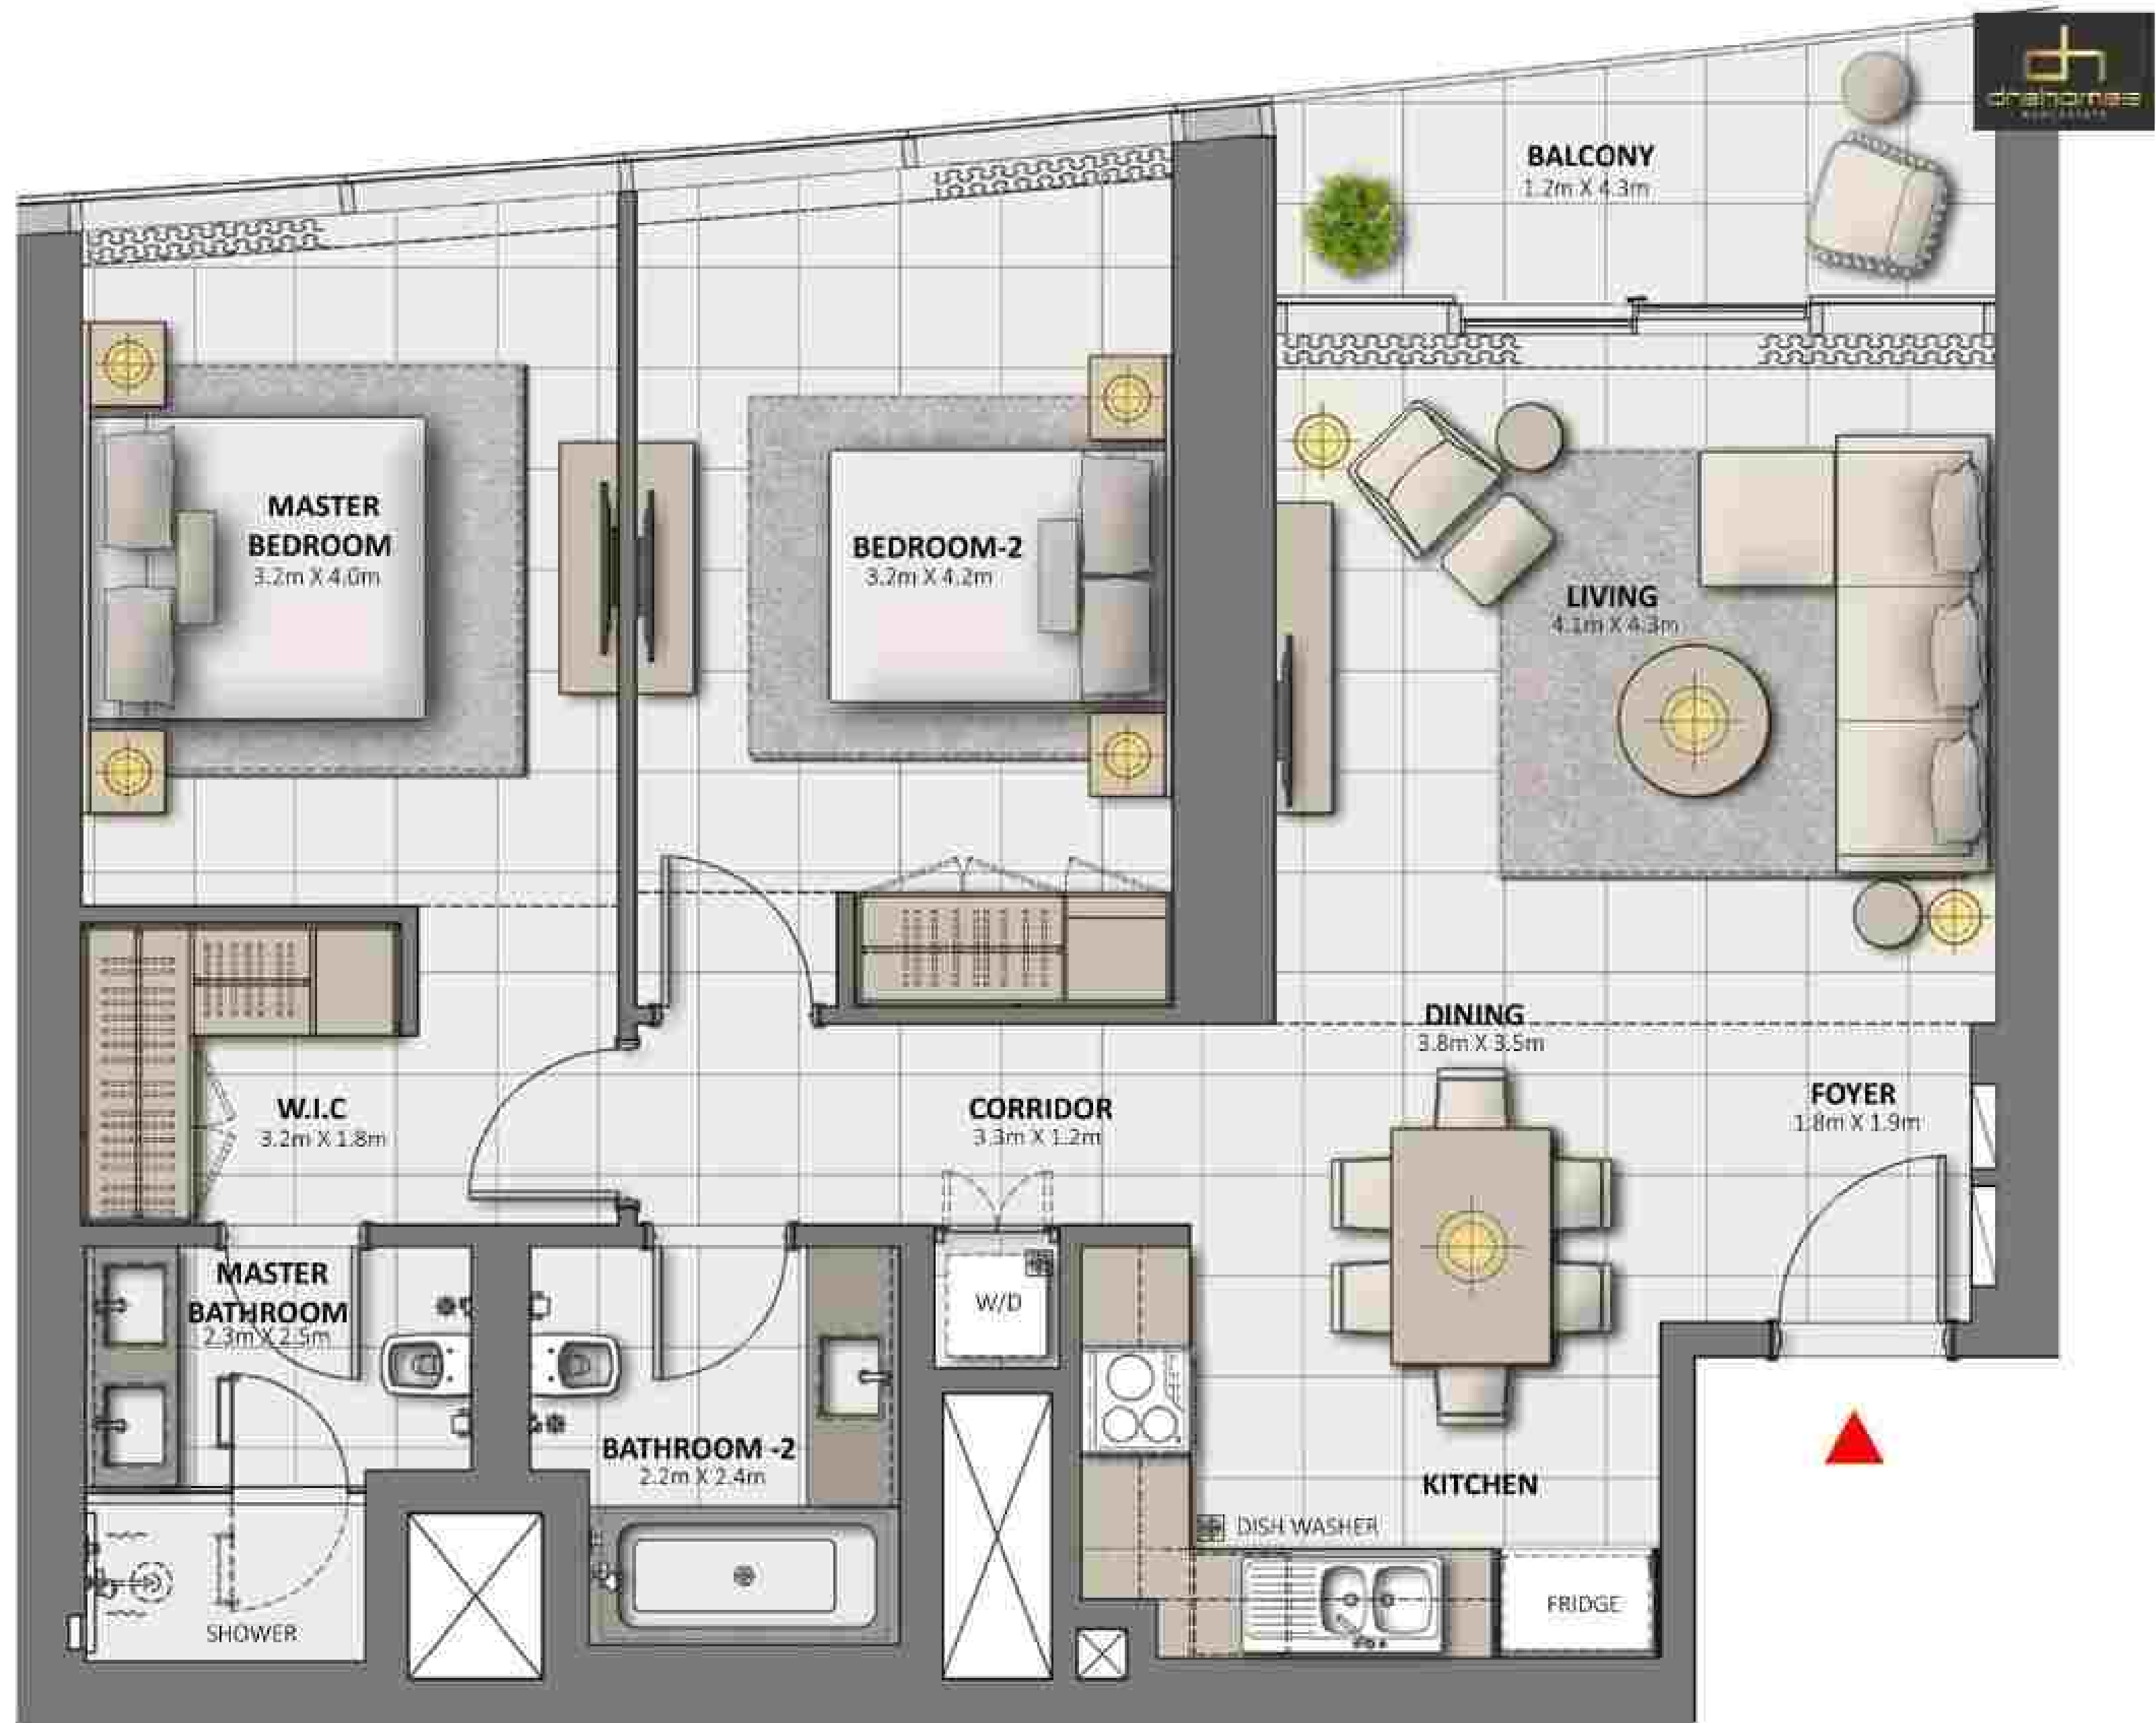 BALCONY
1.2m X 4.3m
MASTER
BEDROOM
3.2m X 4.0m
BEDROOM-2
3.2m X 4.2m
LIVING
4.1m X 4.3m
DINING
3.8m X 3.5m
FOYER
1.8m X 1.9m
W.I.C
3.2m X 1.8m
CORRIDOR
3.3m X 1.2m
MASTER
BATHROOM
2.3m X 2.5m
W/D
BATHROOM -2
2.2m X 2.4m
KITCHEN
DISH WASHER
FRIDGE
SHOWER